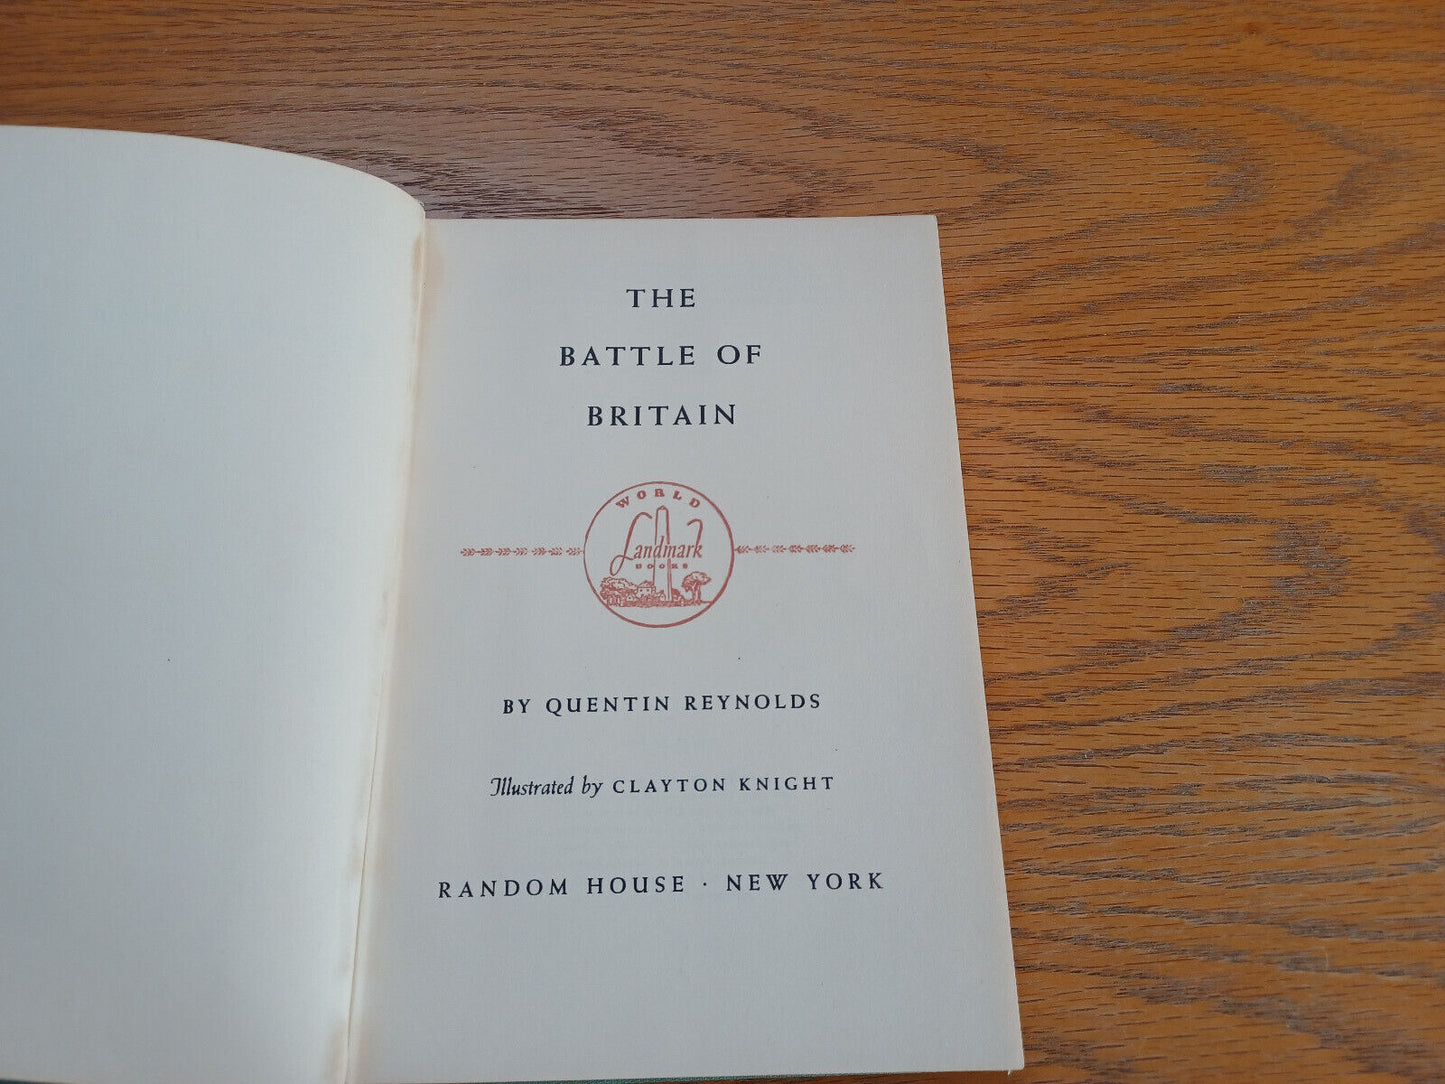 THE
BATTLE OF
BRITAIN
WORLD
Landmark
BOOKS
BY QUENTIN REYNOLDS
Illustrated by CLAYTON KNIGHT
RANDOM HOUSE · NEW YORK